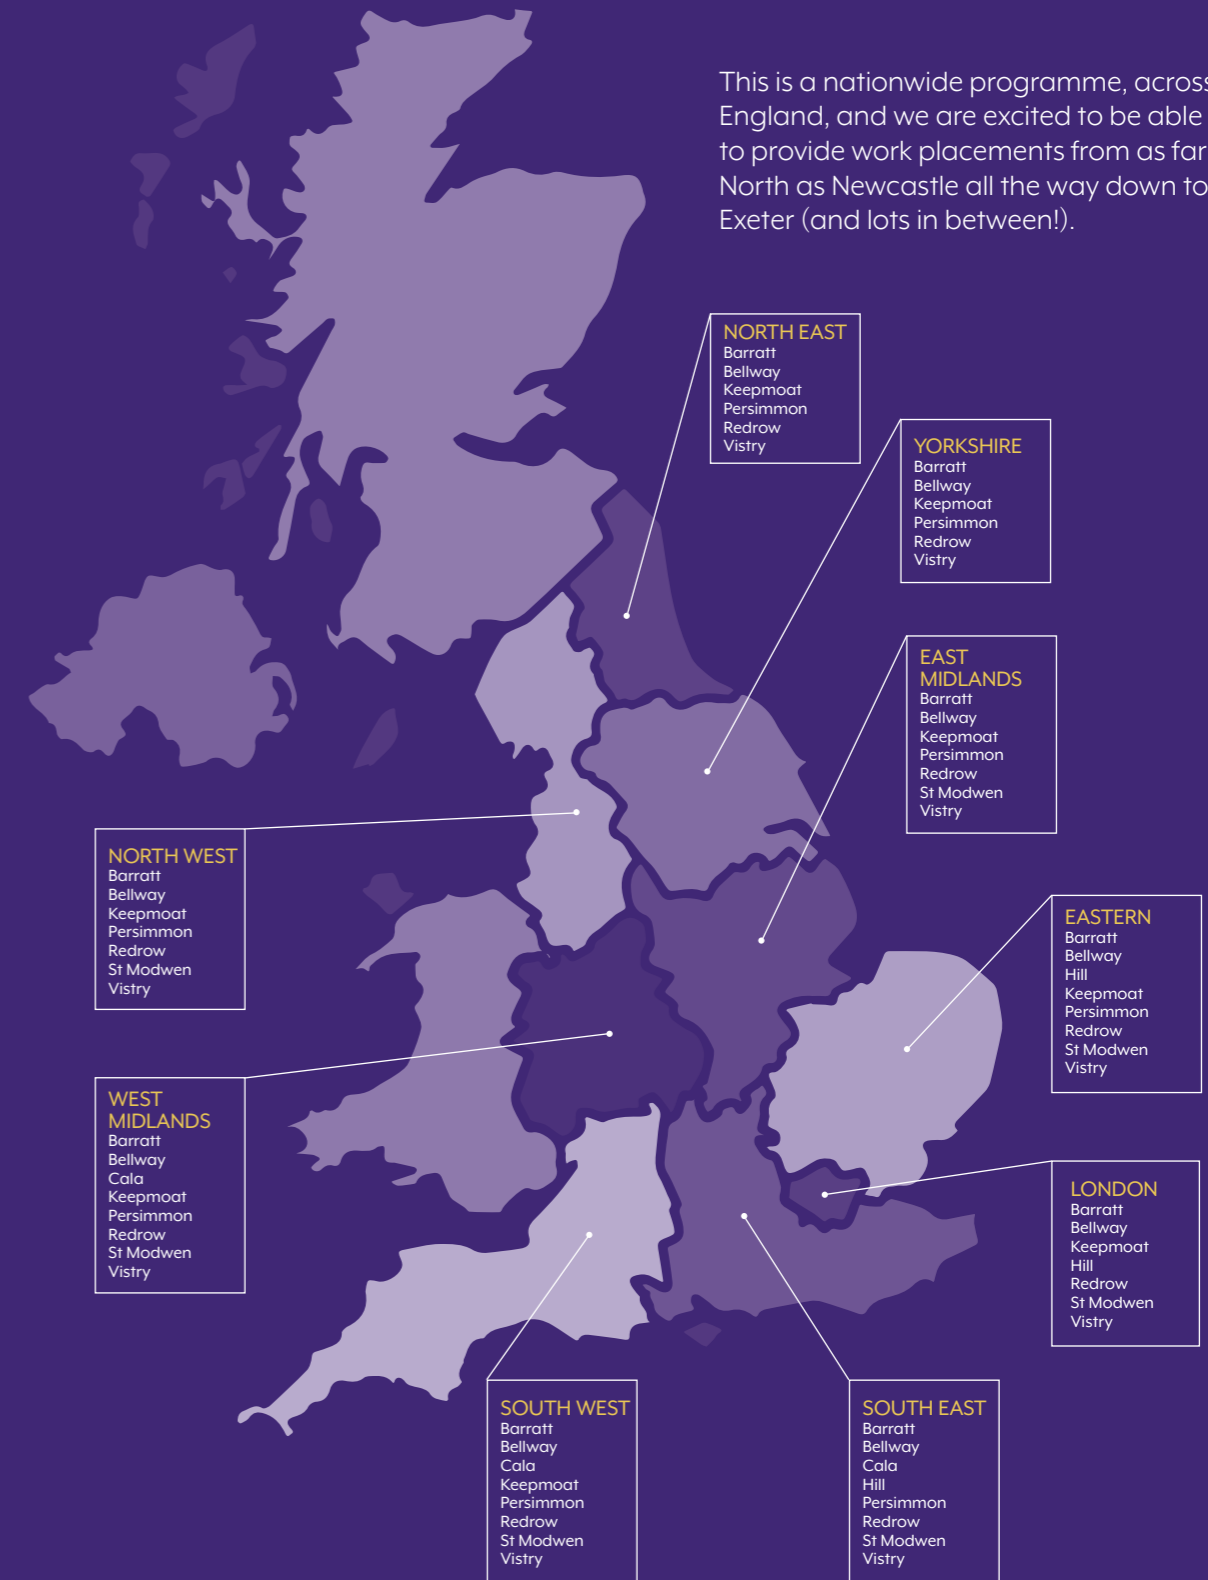 This is a nationwide programme, across
England, and we are excited to be able
to provide work placements from as far
North as Newcastle all the way down to
Exeter (and lots in between!).
NORTH EAST
Barratt
Bellway
Keepmoat
Persimmon
Redrow
Vistry
YORKSHIRE
Barratt
Bellway
Keepmoat
Persimmon
Redrow
Vistry
EAST
MIDLANDS
Barratt
Bellway
Keepmoat
Persimmon
Redrow
St Modwen
Vistry
NORTH WEST
Barratt
Bellway
Keepmoat
Persimmon
Redrow
St Modwen
Vistry
EASTERN
Barratt
Bellway
Hill
Keepmoat
Persimmon
Redrow
St Modwen
Vistry
WEST
MIDLANDS
Barratt
Bellway
Cala
Keepmoat
Persimmon
Redrow
St Modwen
Vistry
LONDON
Barratt
Bellway
Keepmoat
Hill
Redrow
St Modwen
Vistry
SOUTH WEST
Barratt
Bellway
Cala
Keepmoat
Persimmon
Redrow
St Modwen
Vistry
SOUTH EAST
Barratt
Bellway
Cala
Hill
Persimmon
Redrow
St Modwen
Vistry